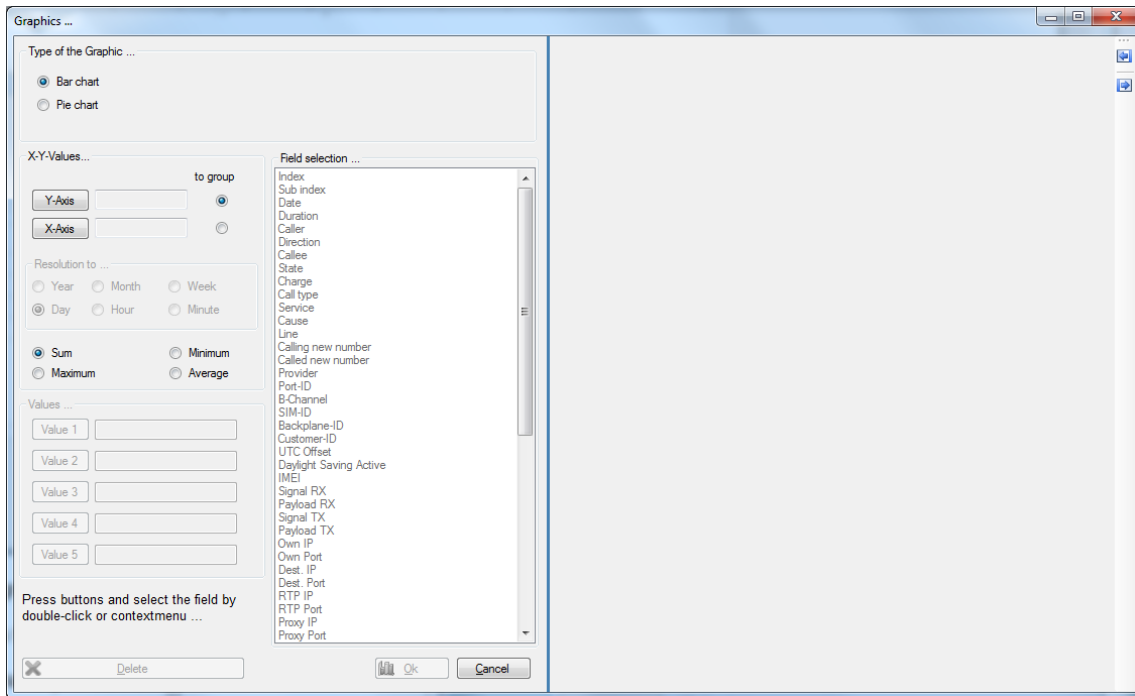 Graphics ...
Type of the Graphic ...
Bar chart
Pie chart
X-Y-Values...
to group
Y-Axis
X-Axis
Resolution to ...
Year Month Week
Day Hour Minute
Sum Minimum
Maximum Average
Values ...
Value 1
Value 2
Value 3
Value 4
Value 5
Press buttons and select the field by
double-click or contextmenu ...
Delete
Field selection ...
Index
Sub index
Date
Duration
Caller
Direction
Callee
State
Charge
Call type
Service
Cause
Line
Calling new number
Called new number
Provider
Port-ID
B-Channel
SIM-ID
Backplane-ID
Customer-ID
UTC Offset
Daylight Saving Active
IMEI
Signal RX
Payload RX
Signal TX
Payload TX
Own IP
Own Port
Dest. IP
Dest. Port
RTP IP
RTP Port
Proxy IP
Proxy Port
Ok Cancel